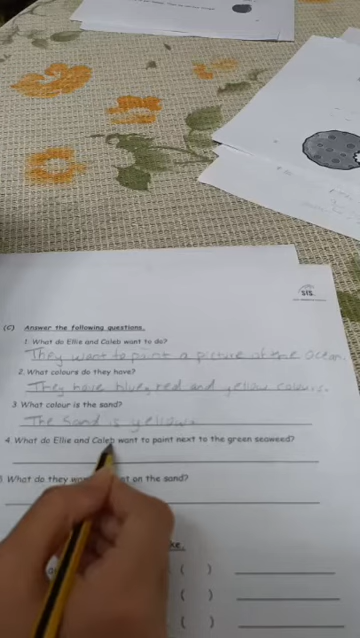 SIS
(C) Answer the following questions.
1. What do Ellie and Caleb want to do?
They want to paint a picture of the ocean.
2. What colours do they have?
They have blue, red and yellow colours.
3. What colour is the sand?
The sand is yellow.
4. What do Ellie and Caleb want to paint next to the green seaweed?
What do they on the sand?
( )
( )
( )